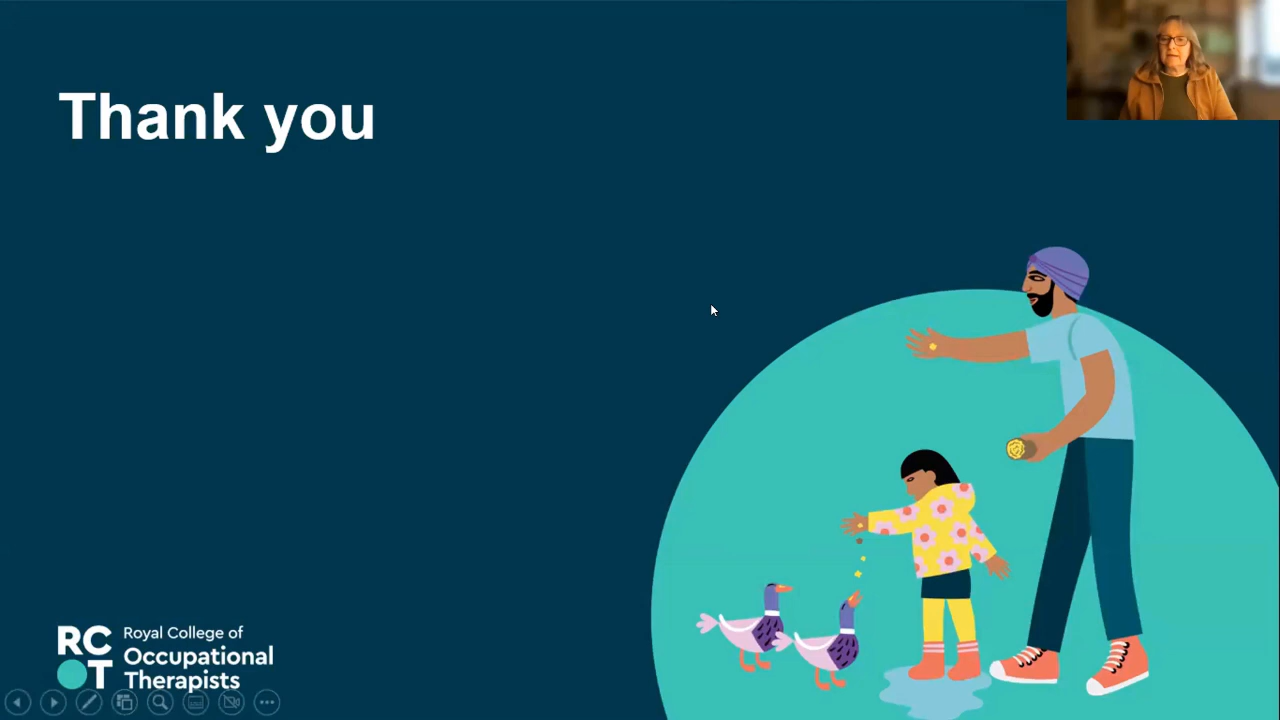 Thank you
RC
OT
Royal College of
Occupational
Therapists